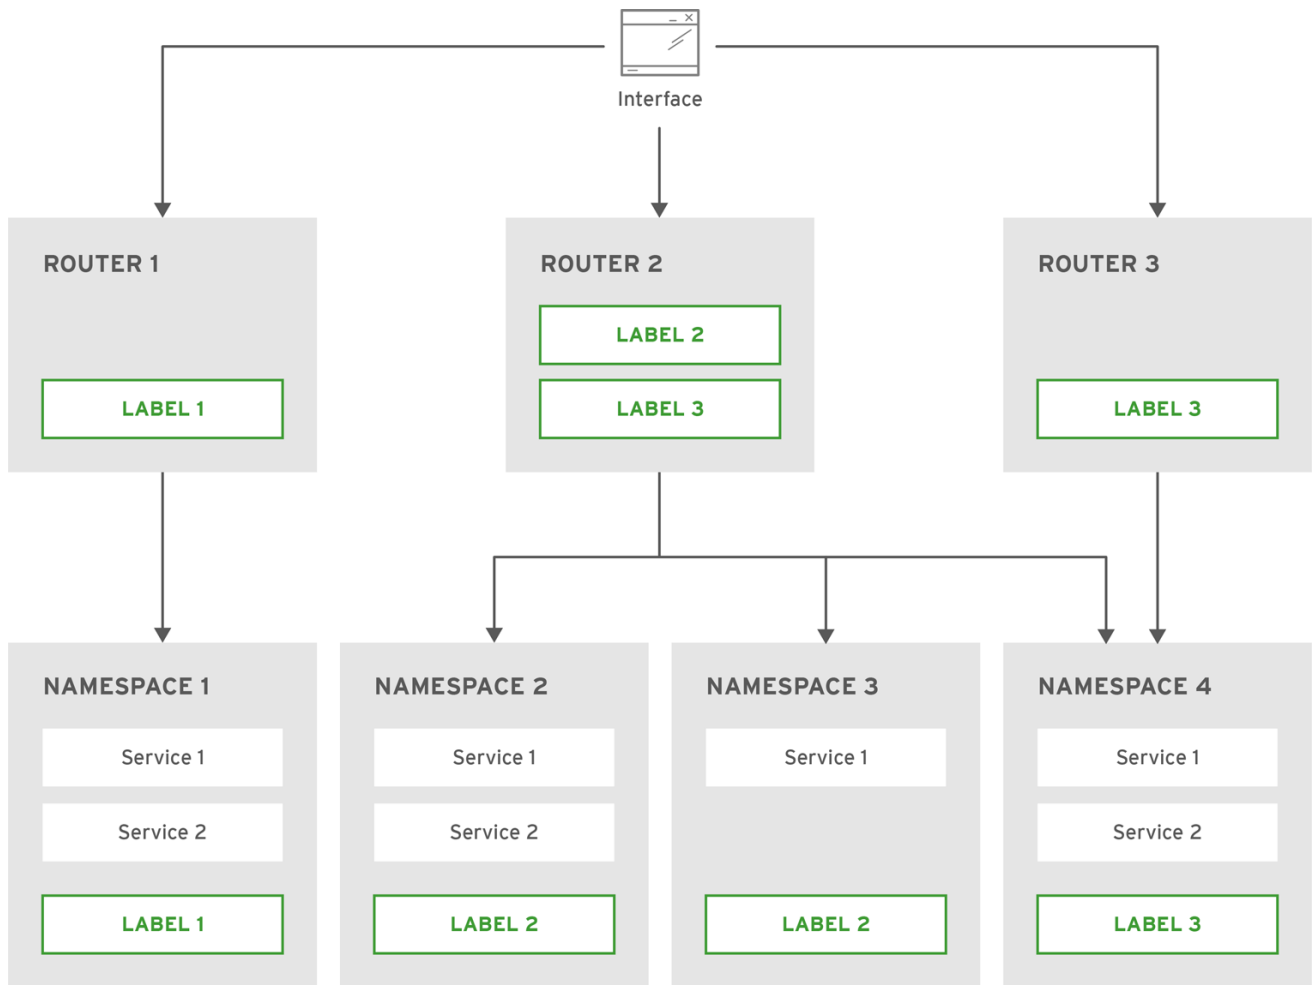 Interface
ROUTER 1
LABEL 1
ROUTER 2
LABEL 2
LABEL 3
ROUTER 3
LABEL 3
NAMESPACE 1
Service 1
Service 2
LABEL 1
NAMESPACE 2
Service 1
Service 2
LABEL 2
NAMESPACE 3
Service 1
LABEL 2
NAMESPACE 4
Service 1
Service 2
LABEL 3